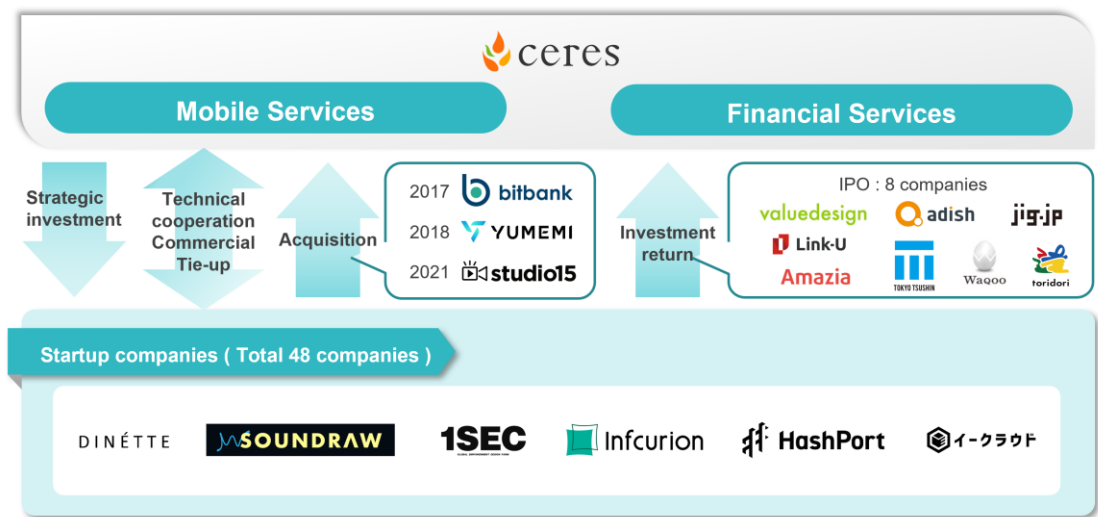 ceres
Mobile Services
Financial Services
Strategic
investment
Technical
cooperation
Commercial
Tie-up
Acquisition
2017 bitbank
2018 YUMEMI
2021 studio15
Investment
return
IPO : 8 companies
valuedesign adish jig.jp
Link-U
Amazia
TOKYO TSUSHIN
Waqoo
toridori
Startup companies ( Total 48 companies )
DINÉTTE
SOUNDRAW
1SEC
Infcurion
HashPort
イークラウド